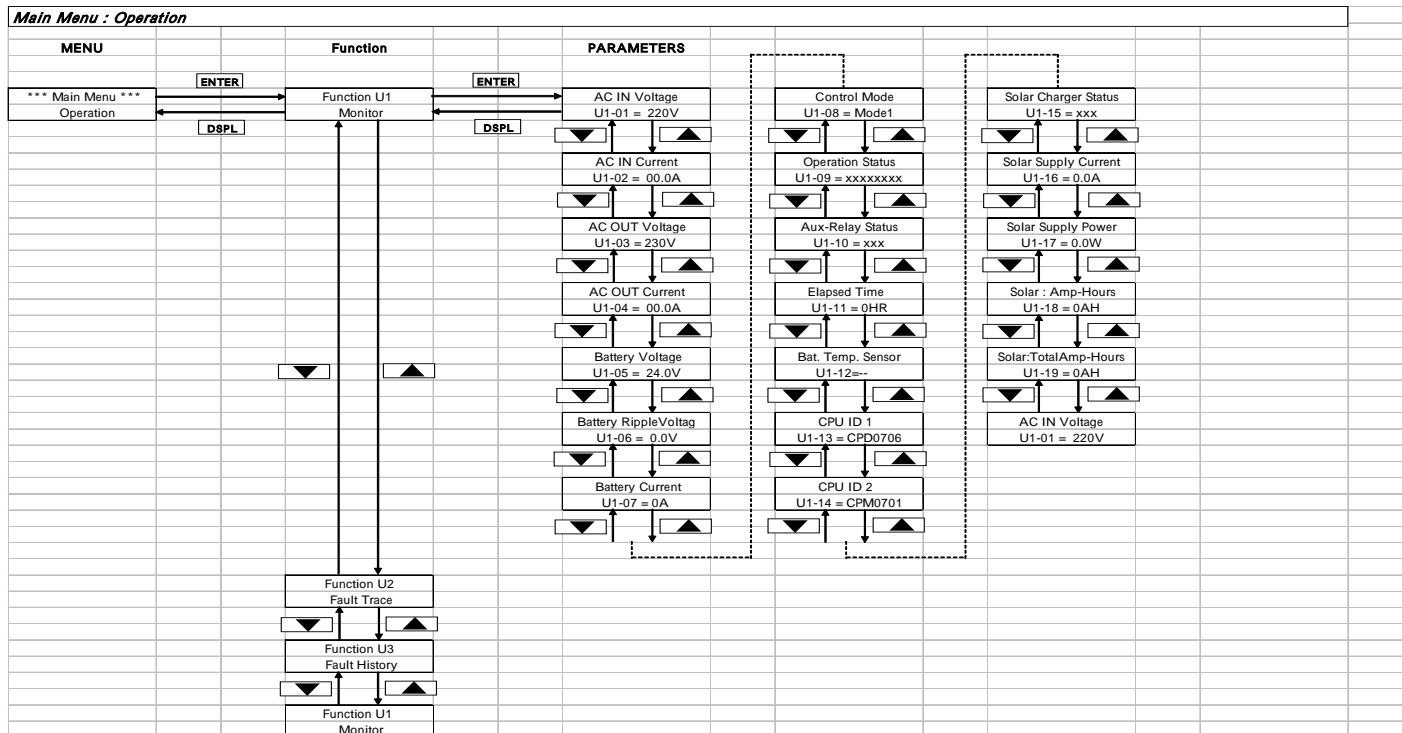 Main Menu : Operation
MENU
Function
PARAMETERS
ENTER
ENTER
*** Main Menu ***
Operation
DSPL
Function U1
Monitor
DSPL
AC IN Voltage
U1-01 = 220V
AC IN Current
U1-02 = 00.0A
AC OUT Voltage
U1-03 = 230V
AC OUT Current
U1-04 = 00.0A
Battery Voltage
U1-05 = 24.0V
Battery RippleVoltag
U1-06 = 0.0V
Battery Current
U1-07 = 0A
Control Mode
U1-08 = Mode1
Operation Status
U1-09 = xxxxxxxx
Aux-Relay Status
U1-10 = xxx
Elapsed Time
U1-11 = 0HR
Bat. Temp. Sensor
U1-12=--
CPU ID 1
U1-13 = CPD0706
CPU ID 2
U1-14 = CPM0701
Solar Charger Status
U1-15 = xxx
Solar Supply Current
U1-16 = 0.0A
Solar Supply Power
U1-17 = 0.0W
Solar : Amp-Hours
U1-18 = 0AH
Solar:TotalAmp-Hours
U1-19 = 0AH
AC IN Voltage
U1-01 = 220V
Function U2
Fault Trace
Function U3
Fault History
Function U1
Monitor